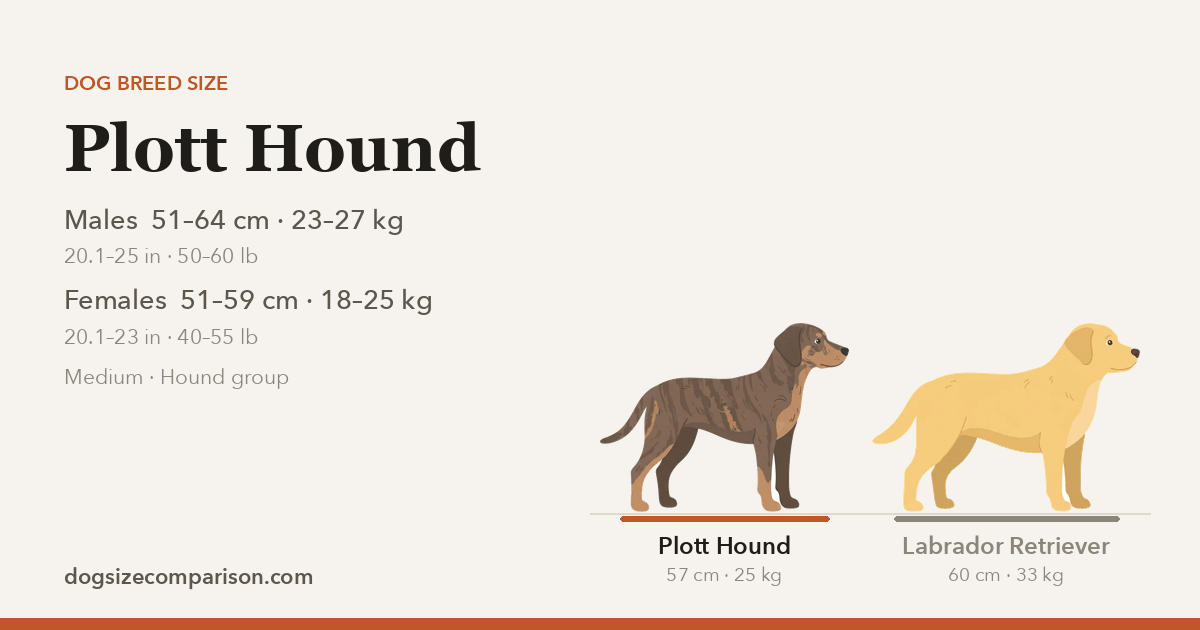 DOG BREED SIZE
Plott Hound
Males 51–64 cm · 23–27 kg
20.1–25 in · 50–60 lb
Females 51–59 cm · 18–25 kg
20.1–23 in · 40–55 lb
Medium · Hound group
Plott Hound
57 cm · 25 kg
Labrador Retriever
60 cm · 33 kg
dogsizecomparison.com